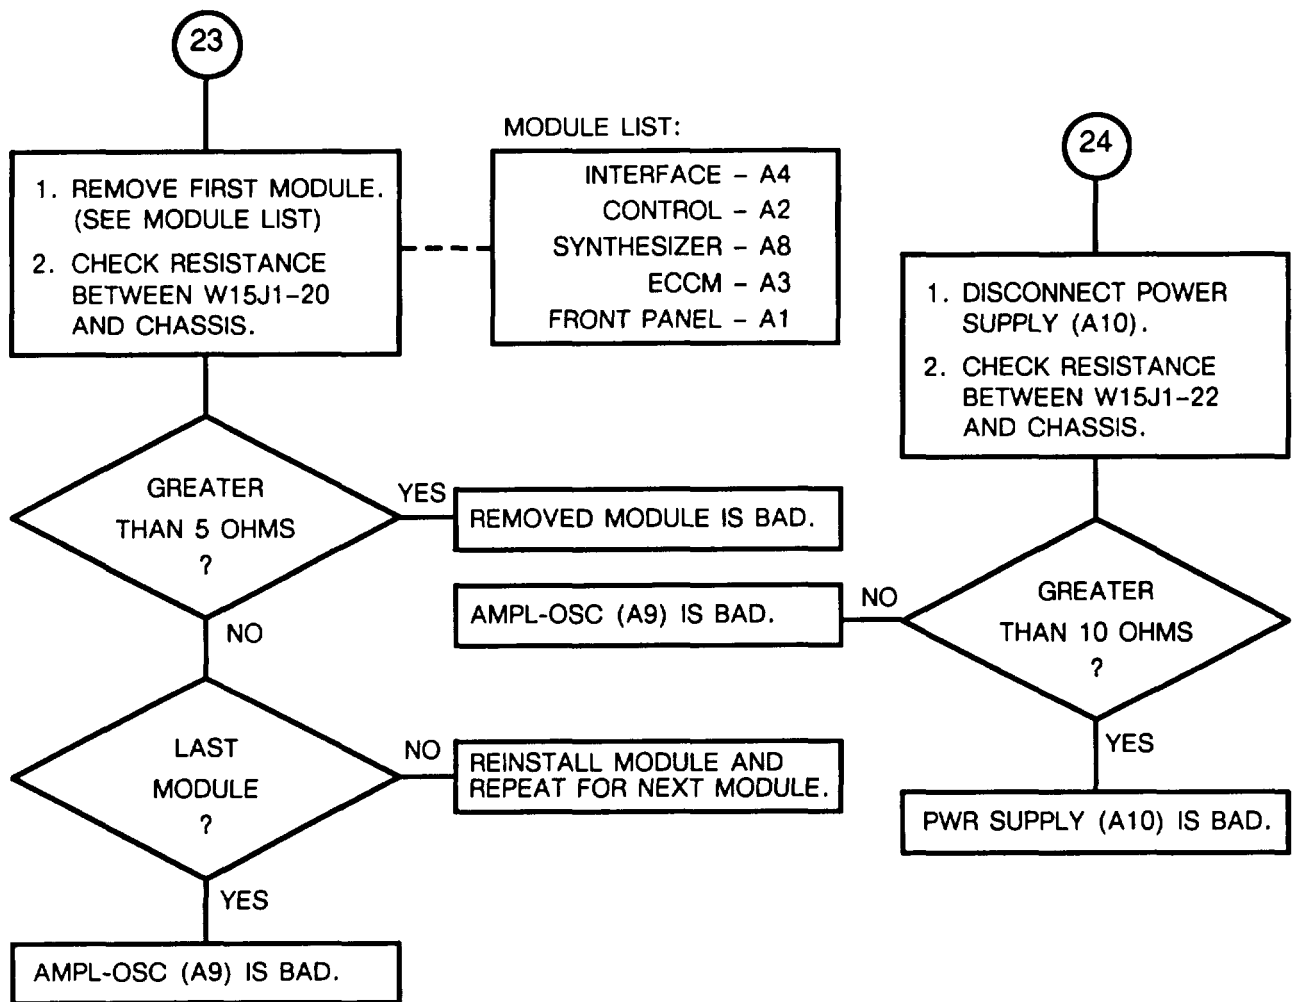 23
1. REMOVE FIRST MODULE.
(SEE MODULE LIST)
2. CHECK RESISTANCE
BETWEEN W15J1-20
AND CHASSIS.
MODULE LIST:
INTERFACE - A4
CONTROL - A2
SYNTHESIZER - A8
ECCM - A3
FRONT PANEL - A1
GREATER
THAN 5 OHMS
?
YES
REMOVED MODULE IS BAD.
NO
LAST
MODULE
?
NO
REINSTALL MODULE AND
REPEAT FOR NEXT MODULE.
YES
AMPL-OSC (A9) IS BAD.
24
1. DISCONNECT POWER
SUPPLY (A10).
2. CHECK RESISTANCE
BETWEEN W15J1-22
AND CHASSIS.
GREATER
THAN 10 OHMS
?
NO
AMPL-OSC (A9) IS BAD.
YES
PWR SUPPLY (A10) IS BAD.